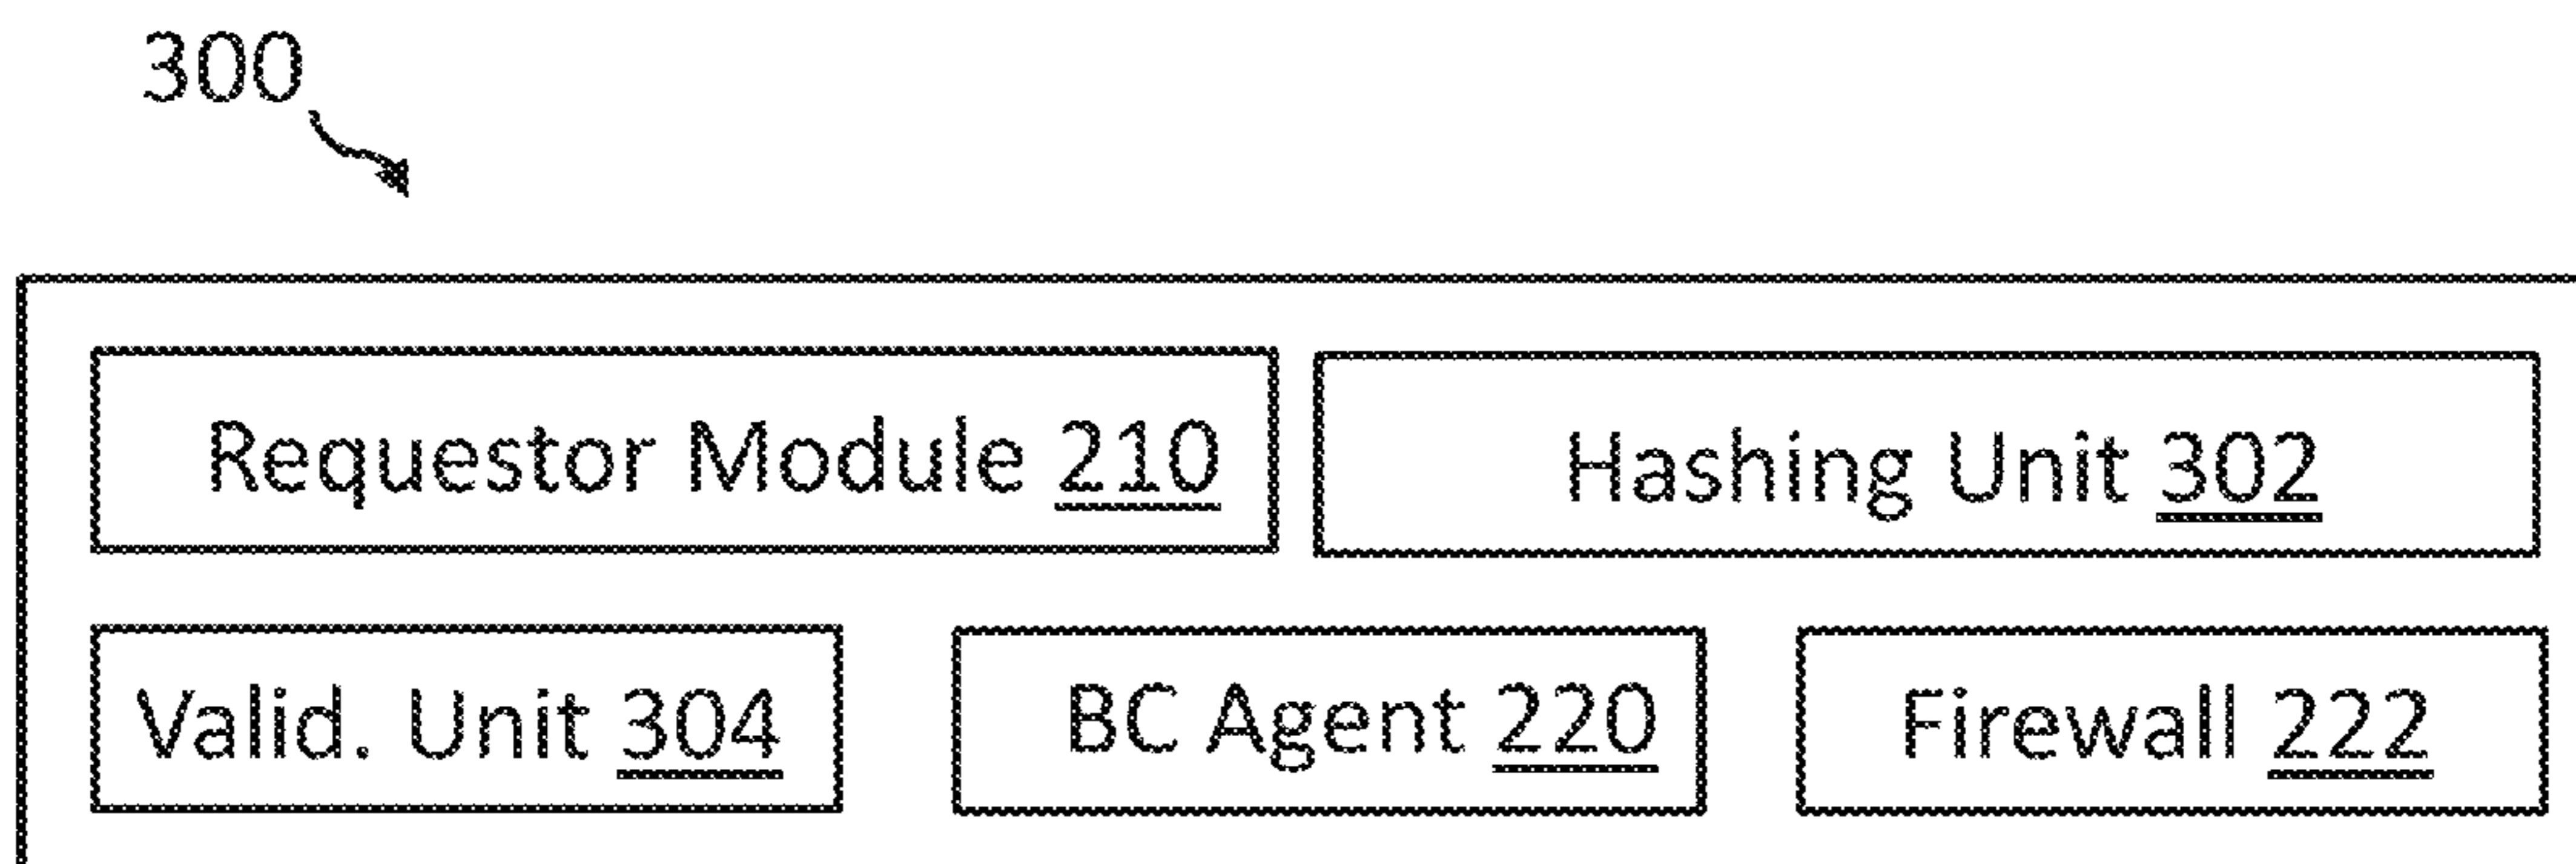 300
Requestor Module 210
Hashing Unit 302
Valid. Unit 304
BC Agent 220
Firewall 222